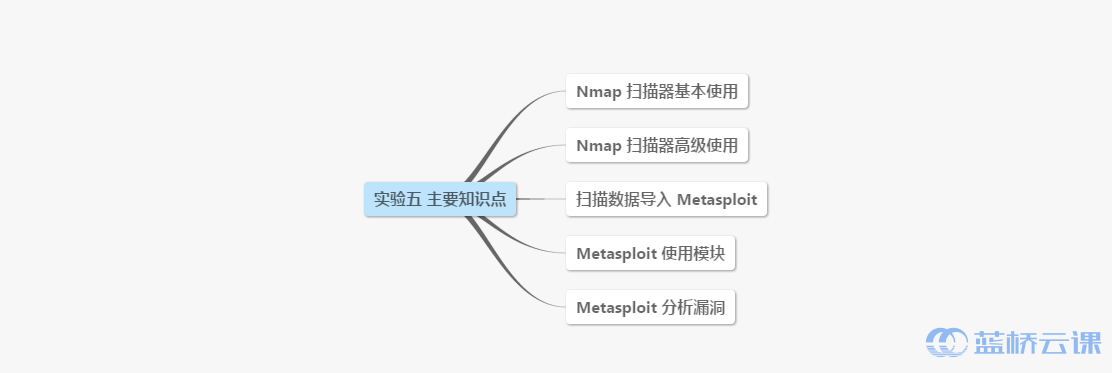 Nmap 扫描器基本使用
Nmap 扫描器高级使用
实验五 主要知识点
扫描数据导入 Metasploit
Metasploit 使用模块
Metasploit 分析漏洞
蓝桥云课